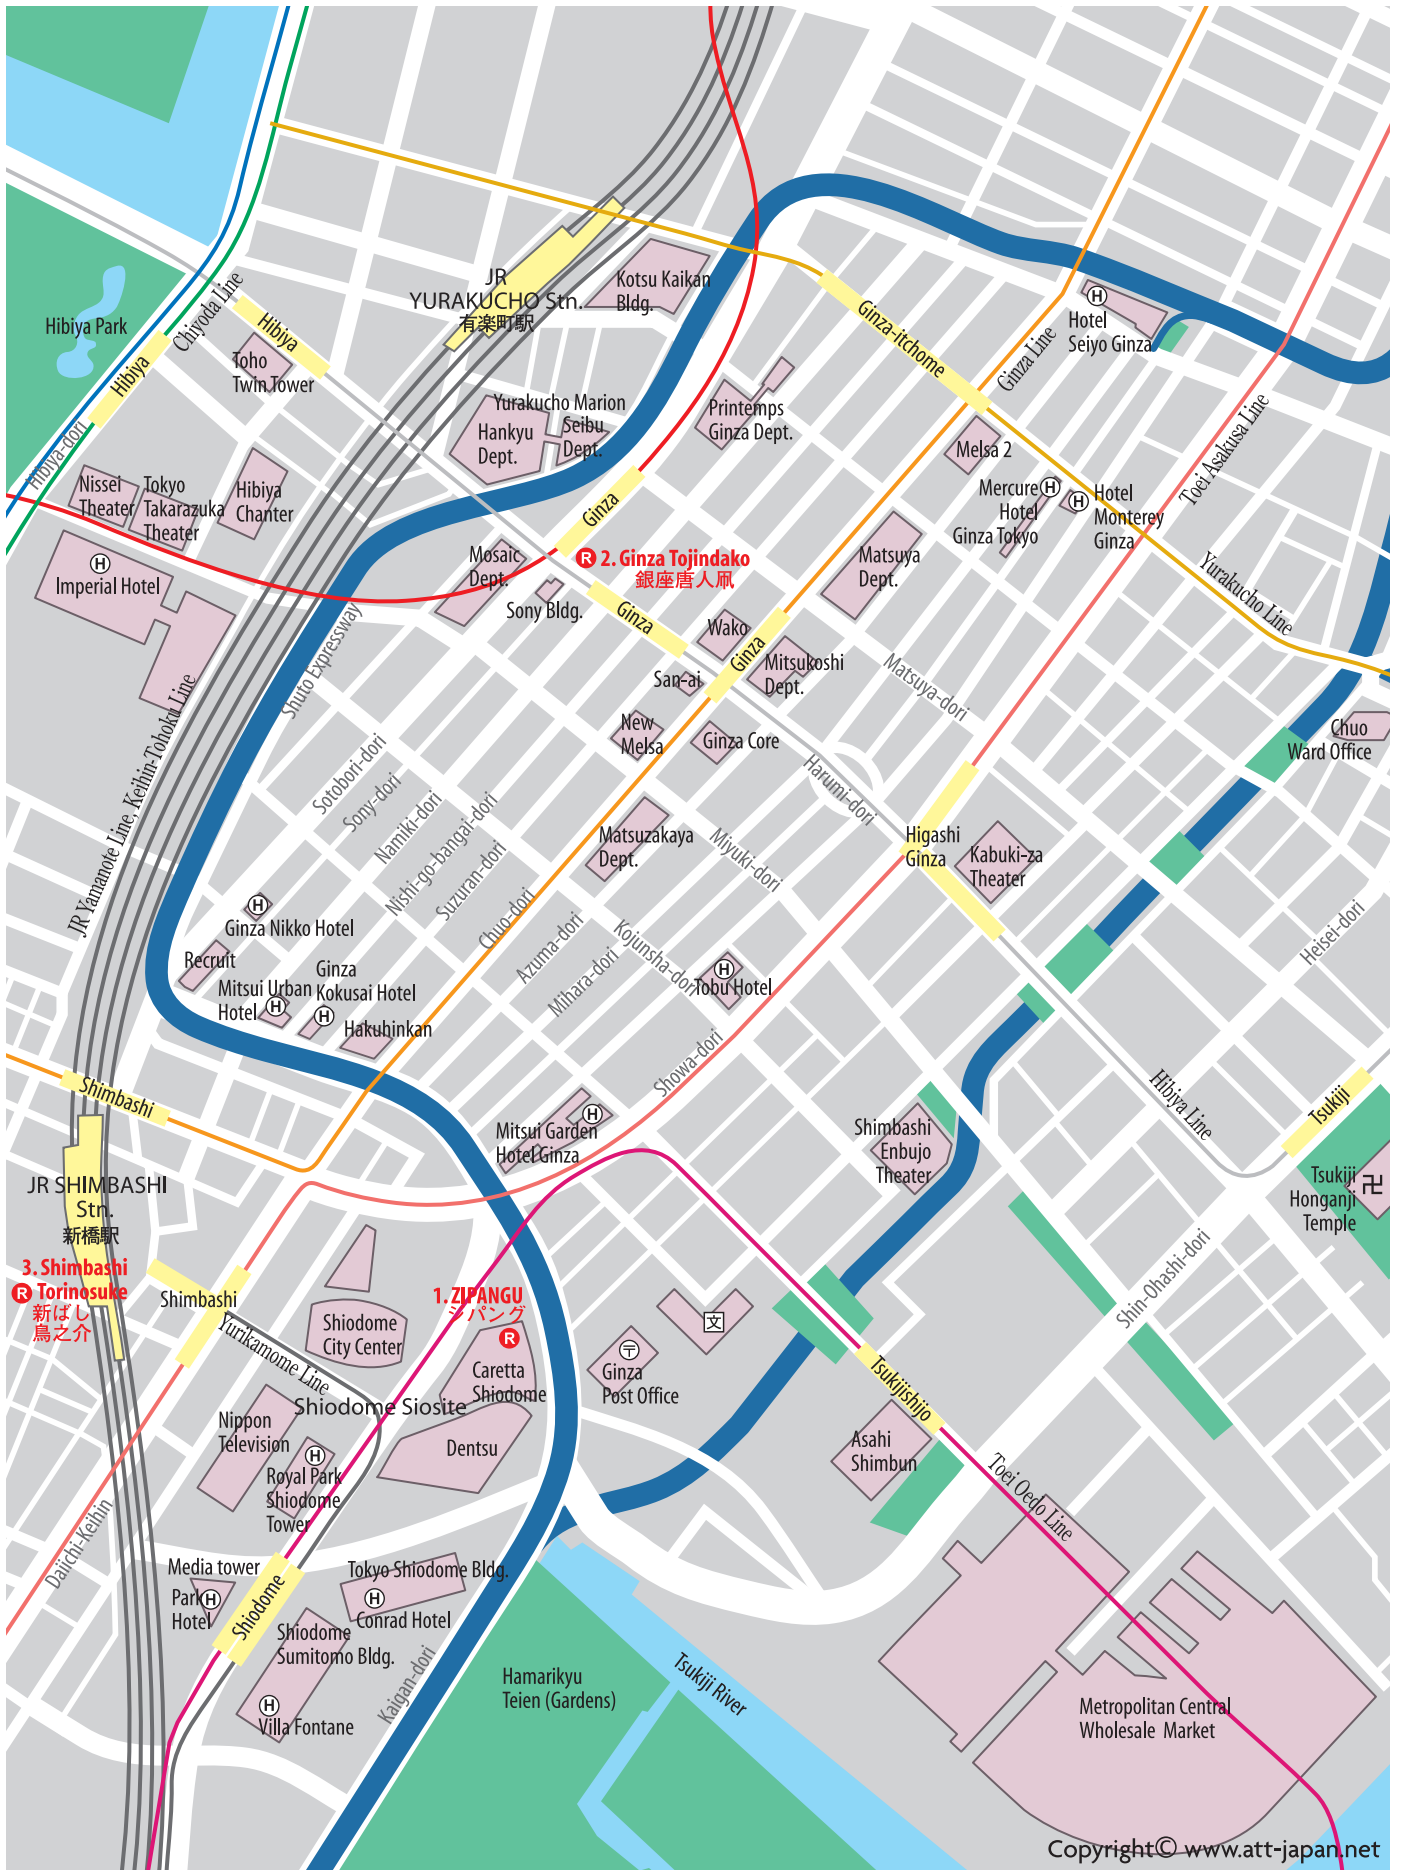 Hibiya Park
Chiyoda Line
Hibiya
Hibiya
Toho
Twin Tower
JR
YURAKUCHO Stn.
有楽町駅
Kotsu Kaikan
Bldg.
Ginza-itchome
Ginza Line
H
Hotel
Seiyo Ginza
Toei Asakusa Line
Hibiya-dori
Yurakucho Marion
Hankyu
Dept.
Seibu
Dept.
Printemps
Ginza Dept.
Melsa 2
Mercure H
Hotel
Ginza Tokyo
H Hotel
Monterey
Ginza
Nissei
Theater
Tokyo
Takarazuka
Theater
Hibiya
Chanter
H
Imperial Hotel
Ginza
Mosaic
Dept.
R 2. Ginza Tojindako
銀座唐人凧
Sony Bldg.
Ginza
Matsuya
Dept.
Yurakucho Line
Wako
Ginza
Mitsukoshi
Dept.
San-ai
Matsuya-dori
Shuto Expressway
New
Melsa
Ginza Core
Chuo
Ward Office
JR Yamanote Line, Keihin-Tohoku Line
Sotobori-dori
Sony-dori
Namiki-dori
Nishi-go-bangai-dori
Suzuran-dori
Chuo-dori
Azuma-dori
Mihara-dori
Matsuzakaya
Dept.
Harumi-dori
Miyuki-dori
Kojunsha-dori
Higashi
Ginza
Kabuki-za
Theater
Heisei-dori
H
Ginza Nikko Hotel
Recruit
Mitsui Urban
Hotel H
Ginza
Kokusai Hotel
H
Hakuhinkan
H
Tobu Hotel
Showa-dori
Shimbashi
H
Mitsui Garden
Hotel Ginza
Shimbashi
Enbujo
Theater
Hibiya Line
Tsukiji
Tsukiji
Honganji
Temple
卍
JR SHIMBASHI
Stn.
新橋駅
3. Shimbashi
R Torinosuke
新ばし
鳥之介
Shimbashi
Yurikamome Line
Shiodome
City Center
1. ZIPANGU
ジパング
R
Caretta
Shiodome
Shiodome Siosite
Dentsu
文
〒
Ginza
Post Office
Shin-Ohashi-dori
Tsukijishijo
Asahi
Shimbun
Toei Oedo Line
Nippon
Television
H
Royal Park
Shiodome
Tower
Daiichi-Keihin
Media tower
Park H
Hotel
Shiodome
Tokyo Shiodome Bldg.
H
Conrad Hotel
Shiodome
Sumitomo Bldg.
H
Villa Fontane
Kaigan-dori
Hamarikyu
Teien (Gardens)
Tsukiji River
Metropolitan Central
Wholesale Market
Copyright© www.att-japan.net